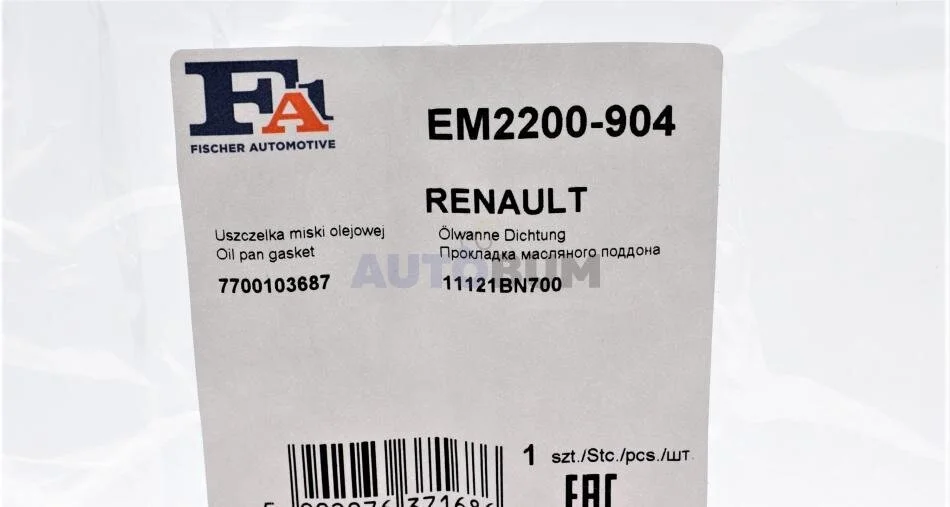 FA1
FISCHER AUTOMOTIVE
EM2200-904
RENAULT
Uszczelka miski olejowej
Oil pan gasket
7700103687
Ölwanne Dichtung
Прокладка масляного поддона
11121BN700
AUTOBUM
1 szt./Stc./pcs./шт
EAC